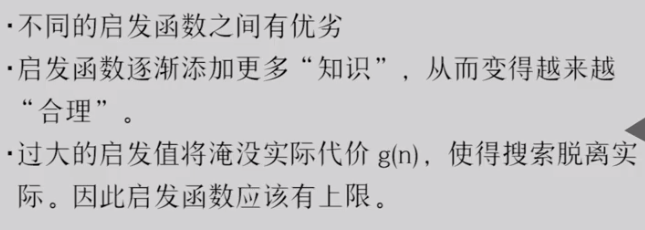 ·不同的启发函数之间有优劣
·启发函数逐渐添加更多“知识”，从而变得越来越
“合理”。
·过大的启发值将淹没实际代价 g(n)，使得搜索脱离实
际。因此启发函数应该有上限。